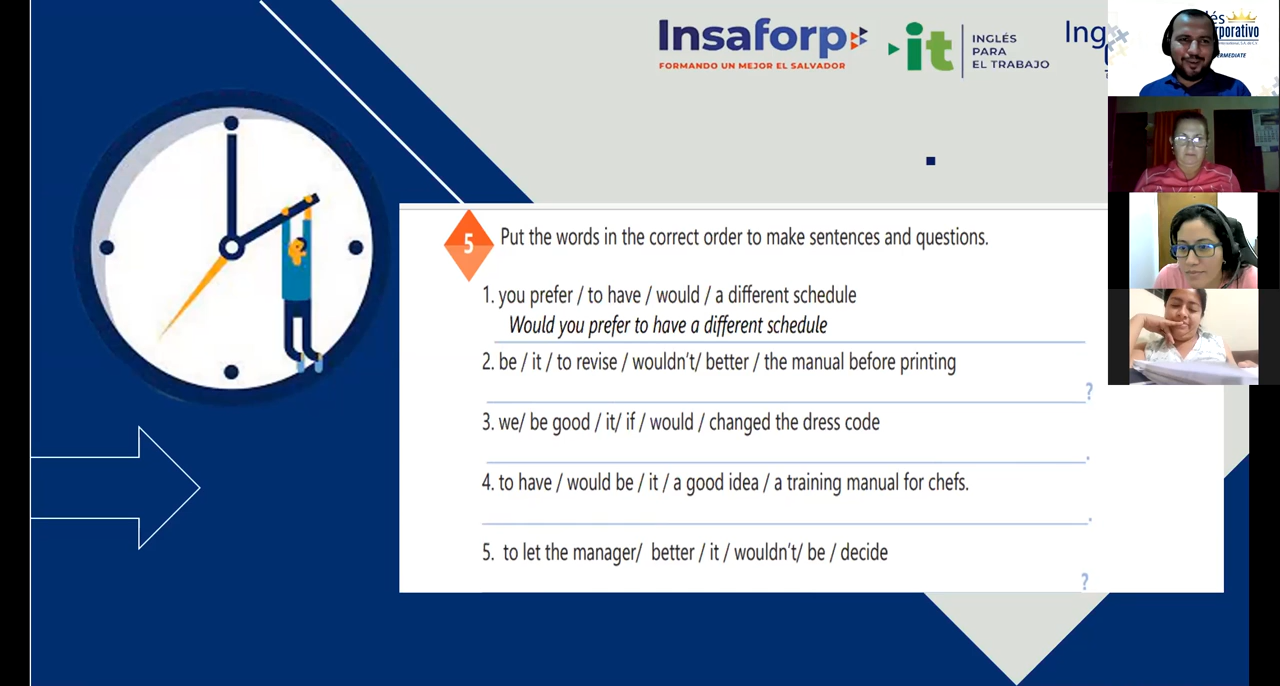 Insaforp
FORMANDO UN MEJOR EL SALVADOR
it
INGLÉS
PARA
EL TRABAJO
Ing
5
Put the words in the correct order to make sentences and questions.
1. you prefer / to have / would / a different schedule
Would you prefer to have a different schedule
2. be / it / to revise / wouldn't/ better / the manual before printing
?
3. we/ be good / it/ if / would / changed the dress code
.
4. to have / would be / it / a good idea / a training manual for chefs.
.
5. to let the manager/ better / it / wouldn't/ be / decide
?